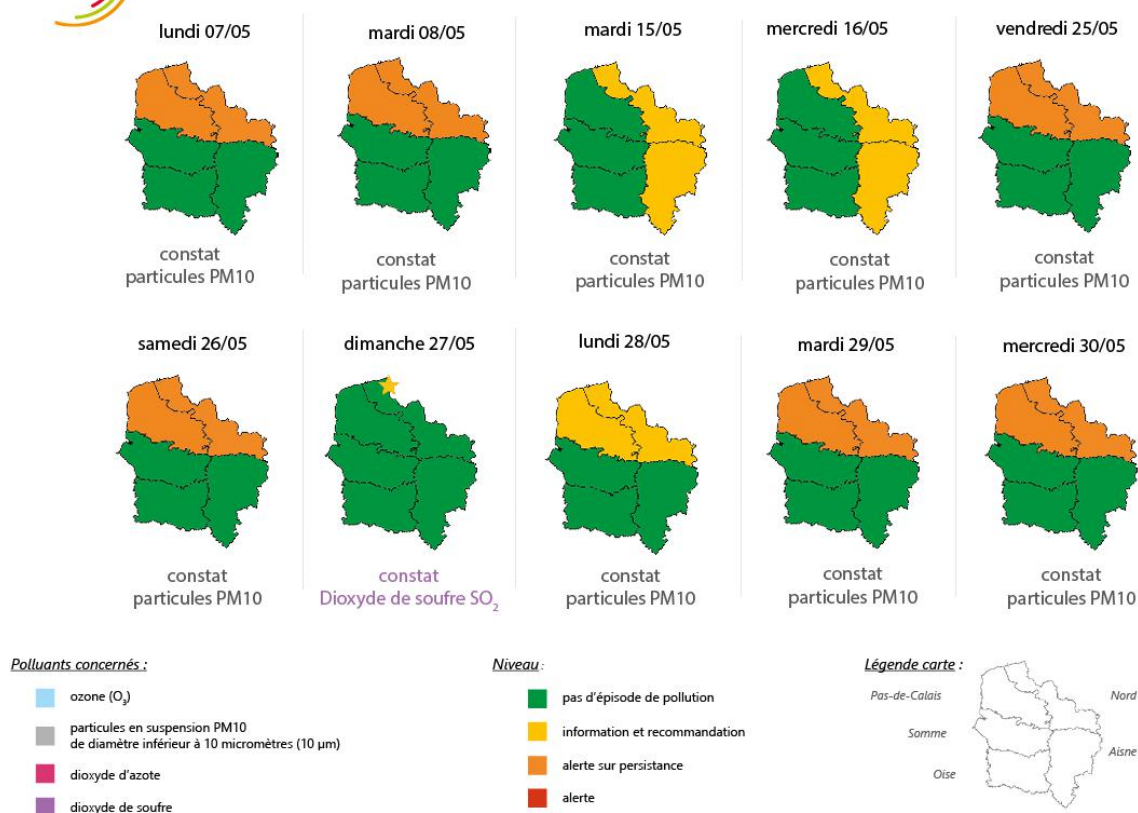 lundi 07/05
mardi 08/05
mardi 15/05
mercredi 16/05
vendredi 25/05
constat
particules PM10
constat
particules PM10
constat
particules PM10
constat
particules PM10
constat
particules PM10
samedi 26/05
dimanche 27/05
lundi 28/05
mardi 29/05
mercredi 30/05
constat
particules PM10
constat
Dioxyde de soufre SO₂
constat
particules PM10
constat
particules PM10
constat
particules PM10
Polluants concernés :
ozone (O₃)
particules en suspension PM10
de diamètre inférieur à 10 micromètres (10 µm)
dioxyde d'azote
dioxyde de soufre
Niveau :
pas d'épisode de pollution
information et recommandation
alerte sur persistance
alerte
Légende carte :
Pas-de-Calais
Nord
Somme
Aisne
Oise